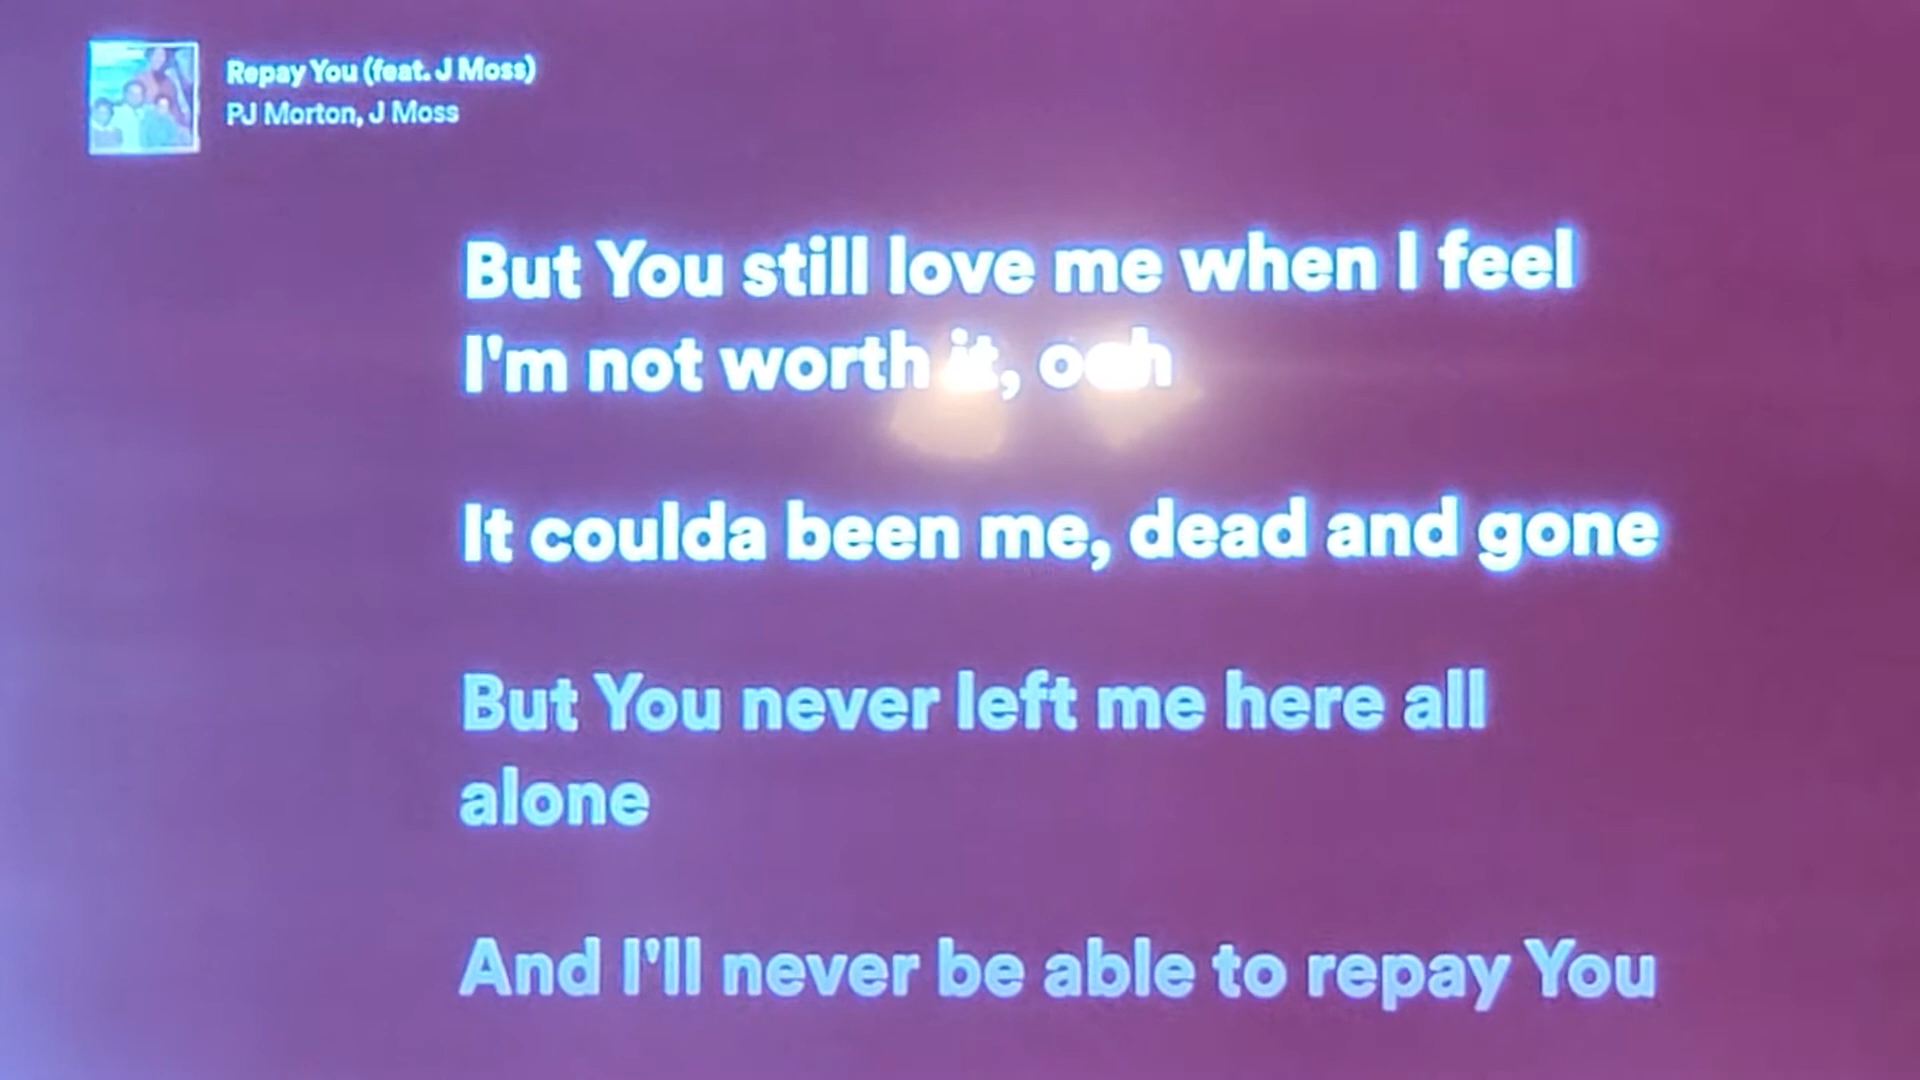 Repay You (feat. J Moss)
PJ Morton, J Moss
But You still love me when I feel
I'm not worth it, ooh
It coulda been me, dead and gone
But You never left me here all
alone
And I'll never be able to repay You